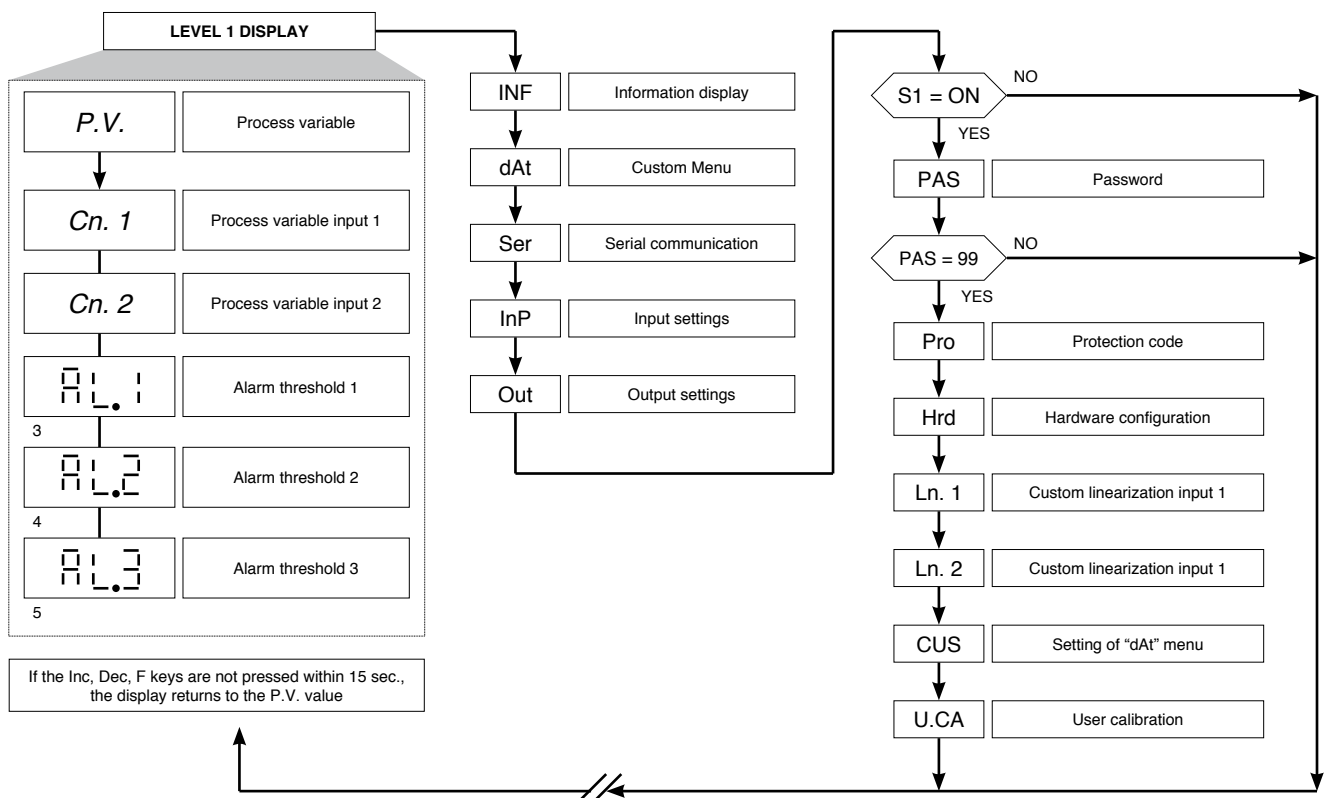 LEVEL 1 DISPLAY
P.V.
Process variable
Cn. 1
Process variable input 1
Cn. 2
Process variable input 2
AL.1
Alarm threshold 1
3
AL.2
Alarm threshold 2
4
AL.3
Alarm threshold 3
5
If the Inc, Dec, F keys are not pressed within 15 sec.,
the display returns to the P.V. value
INF
Information display
dAt
Custom Menu
Ser
Serial communication
InP
Input settings
Out
Output settings
S1 = ON
NO
YES
PAS
Password
PAS = 99
NO
YES
Pro
Protection code
Hrd
Hardware configuration
Ln. 1
Custom linearization input 1
Ln. 2
Custom linearization input 1
CUS
Setting of “dAt” menu
U.CA
User calibration